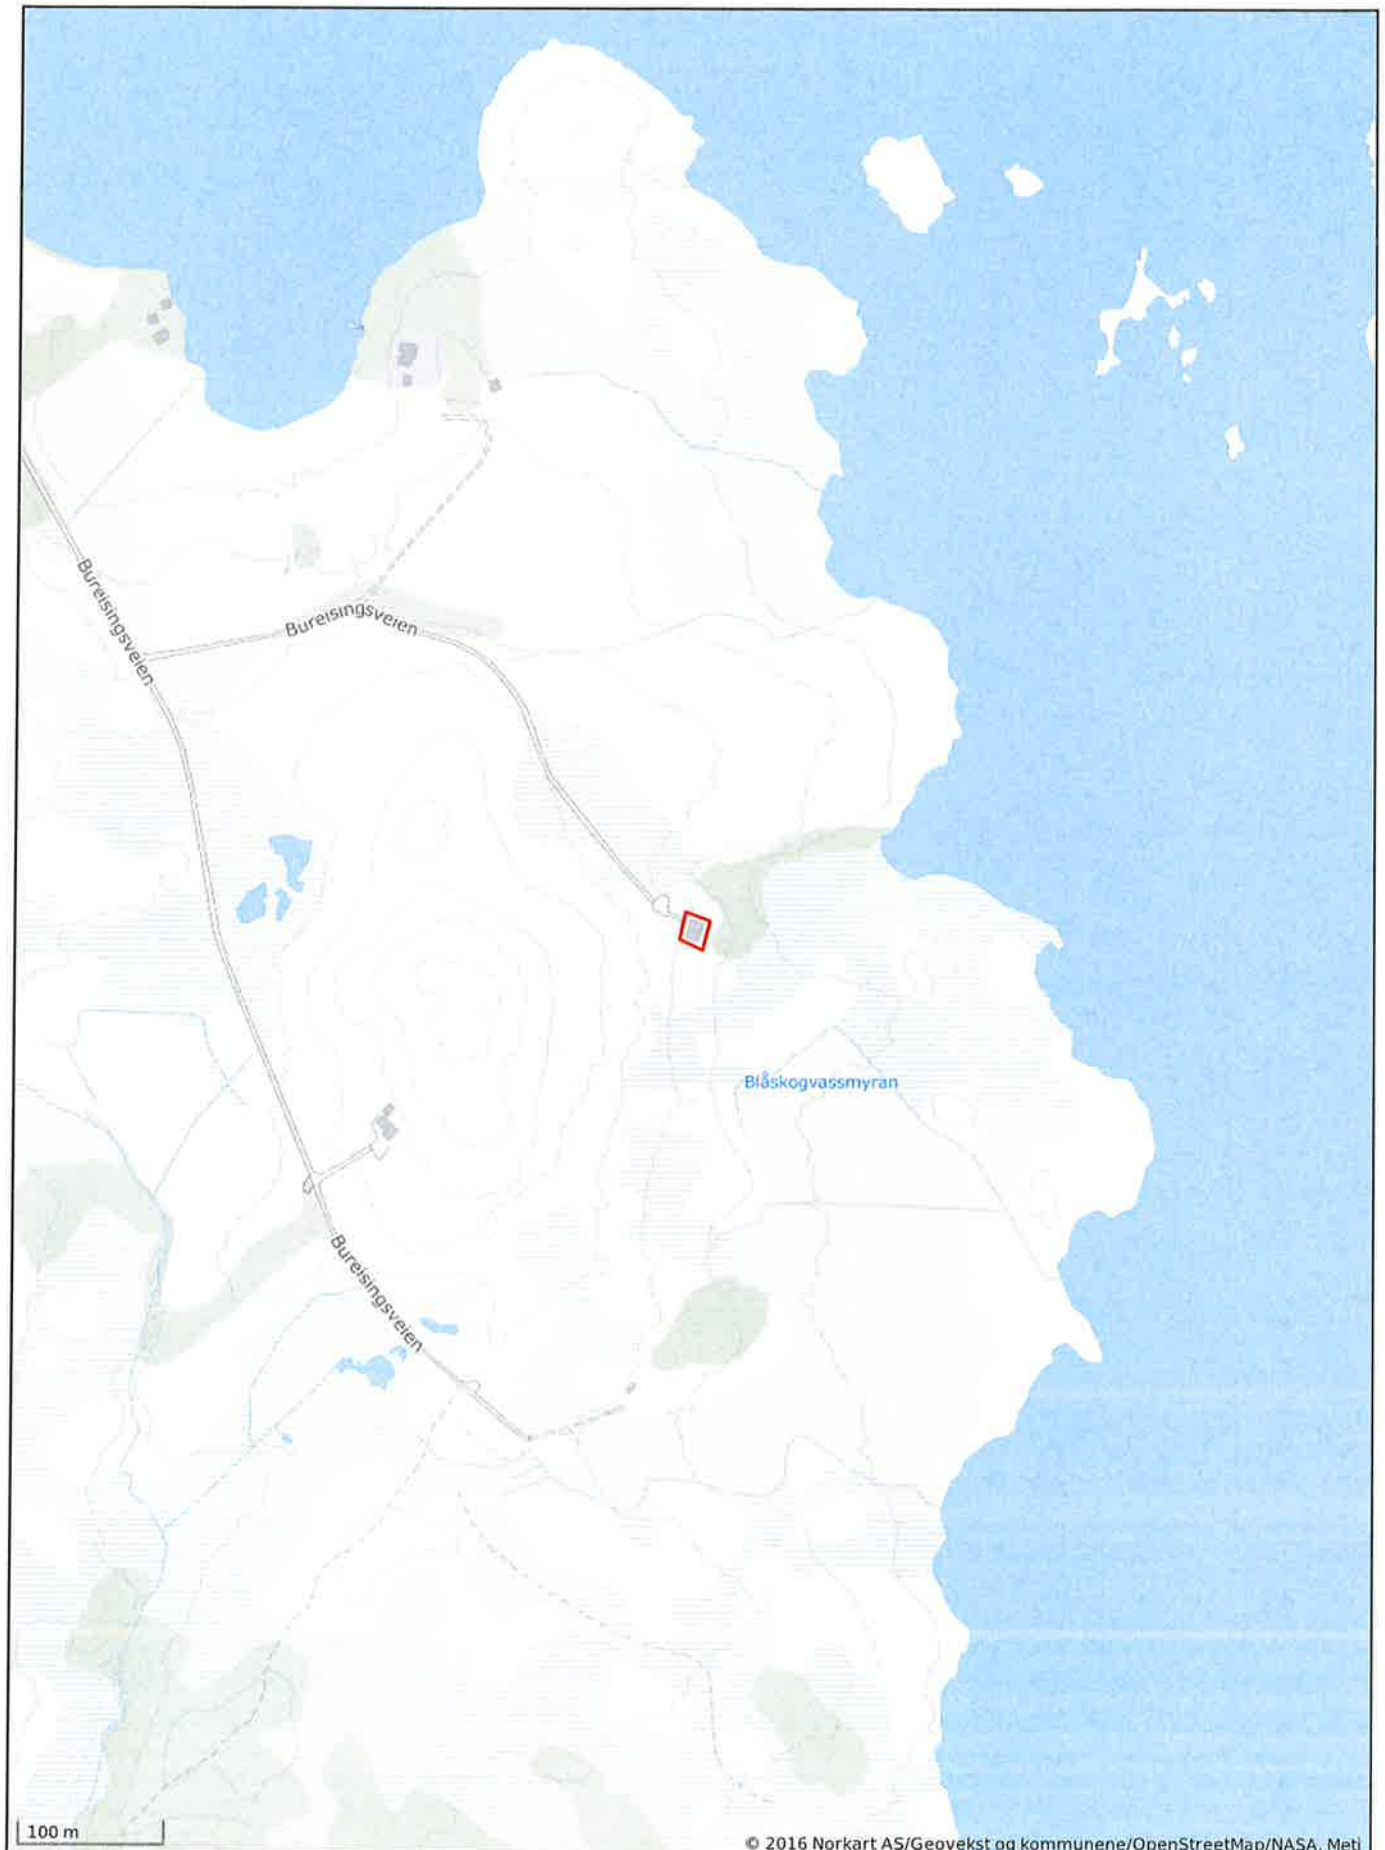 Bureisingsveien
Bureisingsveien
Blåskogvassmyran
Bureisingsveien
100 m
© 2016 Norkart AS/Geovekst og kommunene/OpenStreetMap/NASA, Meti